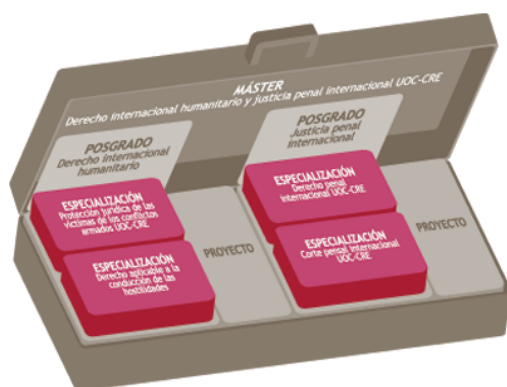 MÁSTER
Derecho internacional humanitario y justicia penal internacional UOC-CRE
POSGRADO
Derecho internacional
humanitario
ESPECIALIZACIÓN
Protección jurídica de las
víctimas de los conflictos
armados UOC-CRE
ESPECIALIZACIÓN
Derecho aplicable a la
conducción de las
hostilidades
PROYECTO
POSGRADO
Justicia penal
internacional
ESPECIALIZACIÓN
Derecho penal
internacional UOC-CRE
ESPECIALIZACIÓN
Corte penal internacional
UOC-CRE
PROYECTO